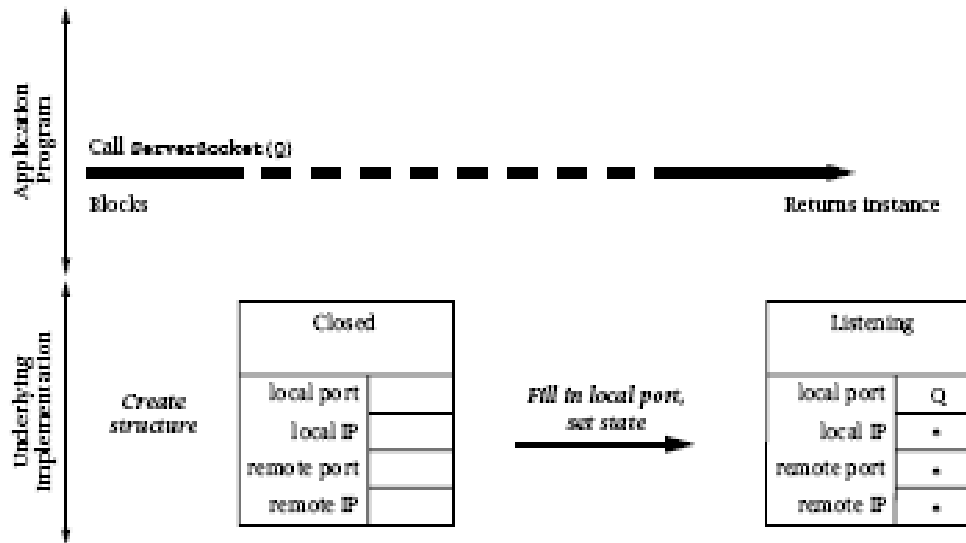 Application
Program
Call ServerSocket(Q)
Blocks
Returns instance
Underlying
Implementation
Create
structure
Closed
local port
local IP
remote port
remote IP
Fill in local port,
set state
Listening
local port Q
local IP *
remote port *
remote IP *